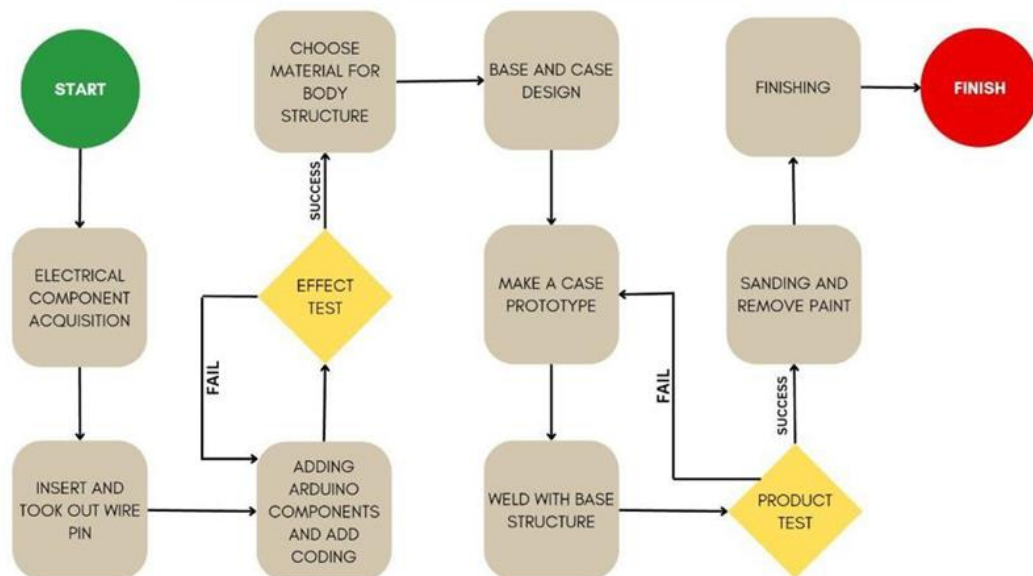 START
ELECTRICAL
COMPONENT
ACQUISITION
INSERT AND
TOOK OUT WIRE
PIN
ADDING
ARDUINO
COMPONENTS
AND ADD
CODING
EFFECT
TEST
FAIL
SUCCESS
CHOOSE
MATERIAL FOR
BODY
STRUCTURE
BASE AND CASE
DESIGN
MAKE A CASE
PROTOTYPE
WELD WITH BASE
STRUCTURE
PRODUCT
TEST
FAIL
SUCCESS
SANDING AND
REMOVE PAINT
FINISHING
FINISH